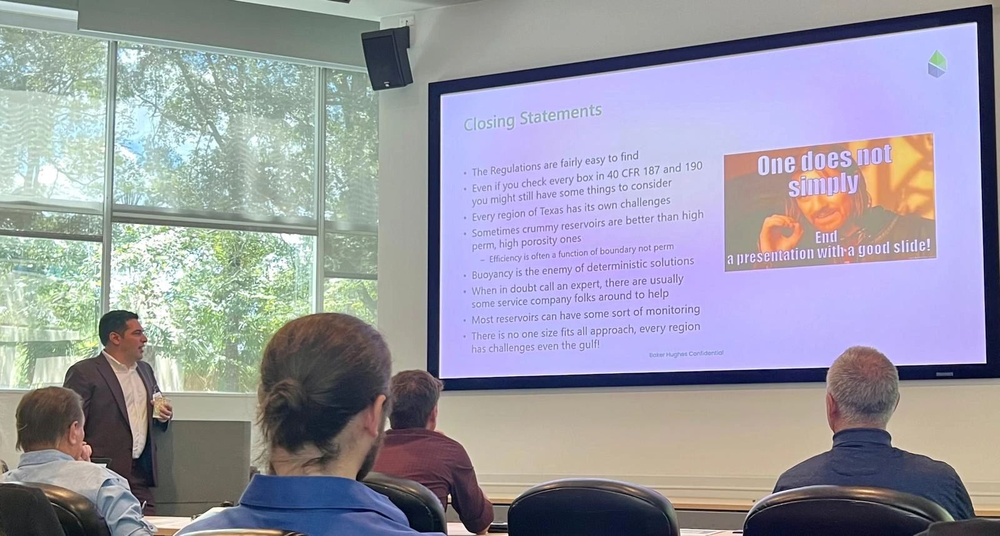 Closing Statements
• The Regulations are fairly easy to find
• Even if you check every box in 40 CFR 187 and 190
you might still have some things to consider
• Every region of Texas has its own challenges
• Sometimes crummy reservoirs are better than high
perm, high porosity ones
– Efficiency is often a function of boundary not perm
• Buoyancy is the enemy of deterministic solutions
• When in doubt call an expert, there are usually
some service company folks around to help
• Most reservoirs can have some sort of monitoring
• There is no one size fits all approach, every region
has challenges even the gulf!
One does not
simply
End
a presentation with a good slide!
Baker Hughes Confidential